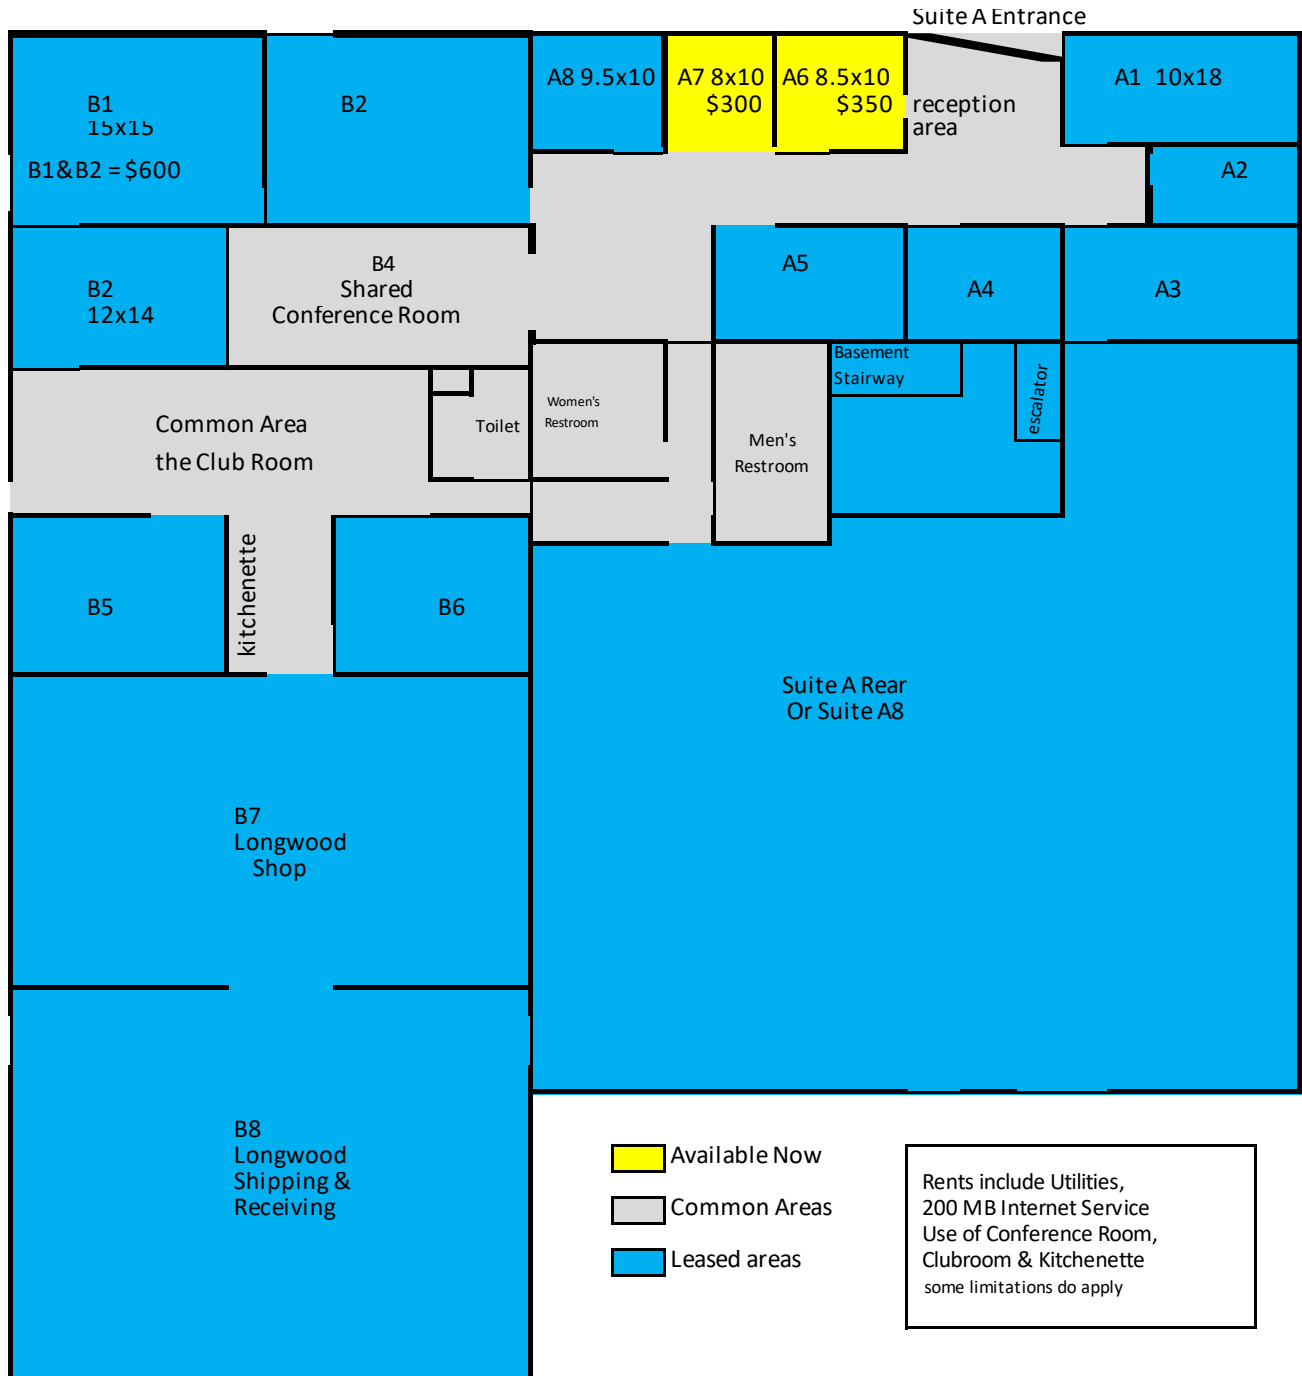 Suite A Entrance
A8 9.5x10
A7 8x10
$300
A6 8.5x10
$350
reception
area
A1 10x18
B1
15x15
B1&B2 = $600
B2
A2
B2
12x14
B4
Shared
Conference Room
A5
A4
A3
Basement
Stairway
escalator
Common Area
the Club Room
Toilet
Women's
Restroom
Men's
Restroom
B5
kitchenette
B6
Suite A Rear
Or Suite A8
B7
Longwood
Shop
B8
Longwood
Shipping &
Receiving
Available Now
Common Areas
Leased areas
Rents include Utilities,
200 MB Internet Service
Use of Conference Room,
Clubroom & Kitchenette
some limitations do apply